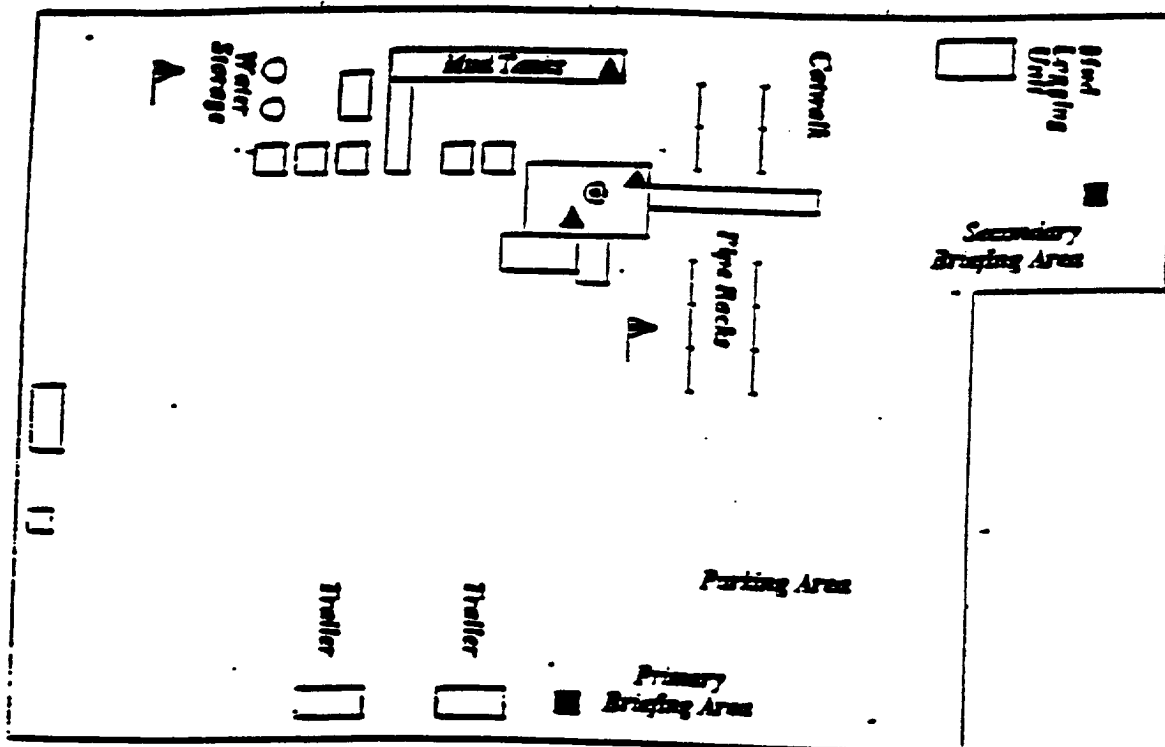 Water
Storage
Mud Tanks
Catwalk
Mud
Logging
Unit
Secondary
Briefing Area
Pipe Racks
Parking Area
Trailer
Trailer
Primary
Briefing Area